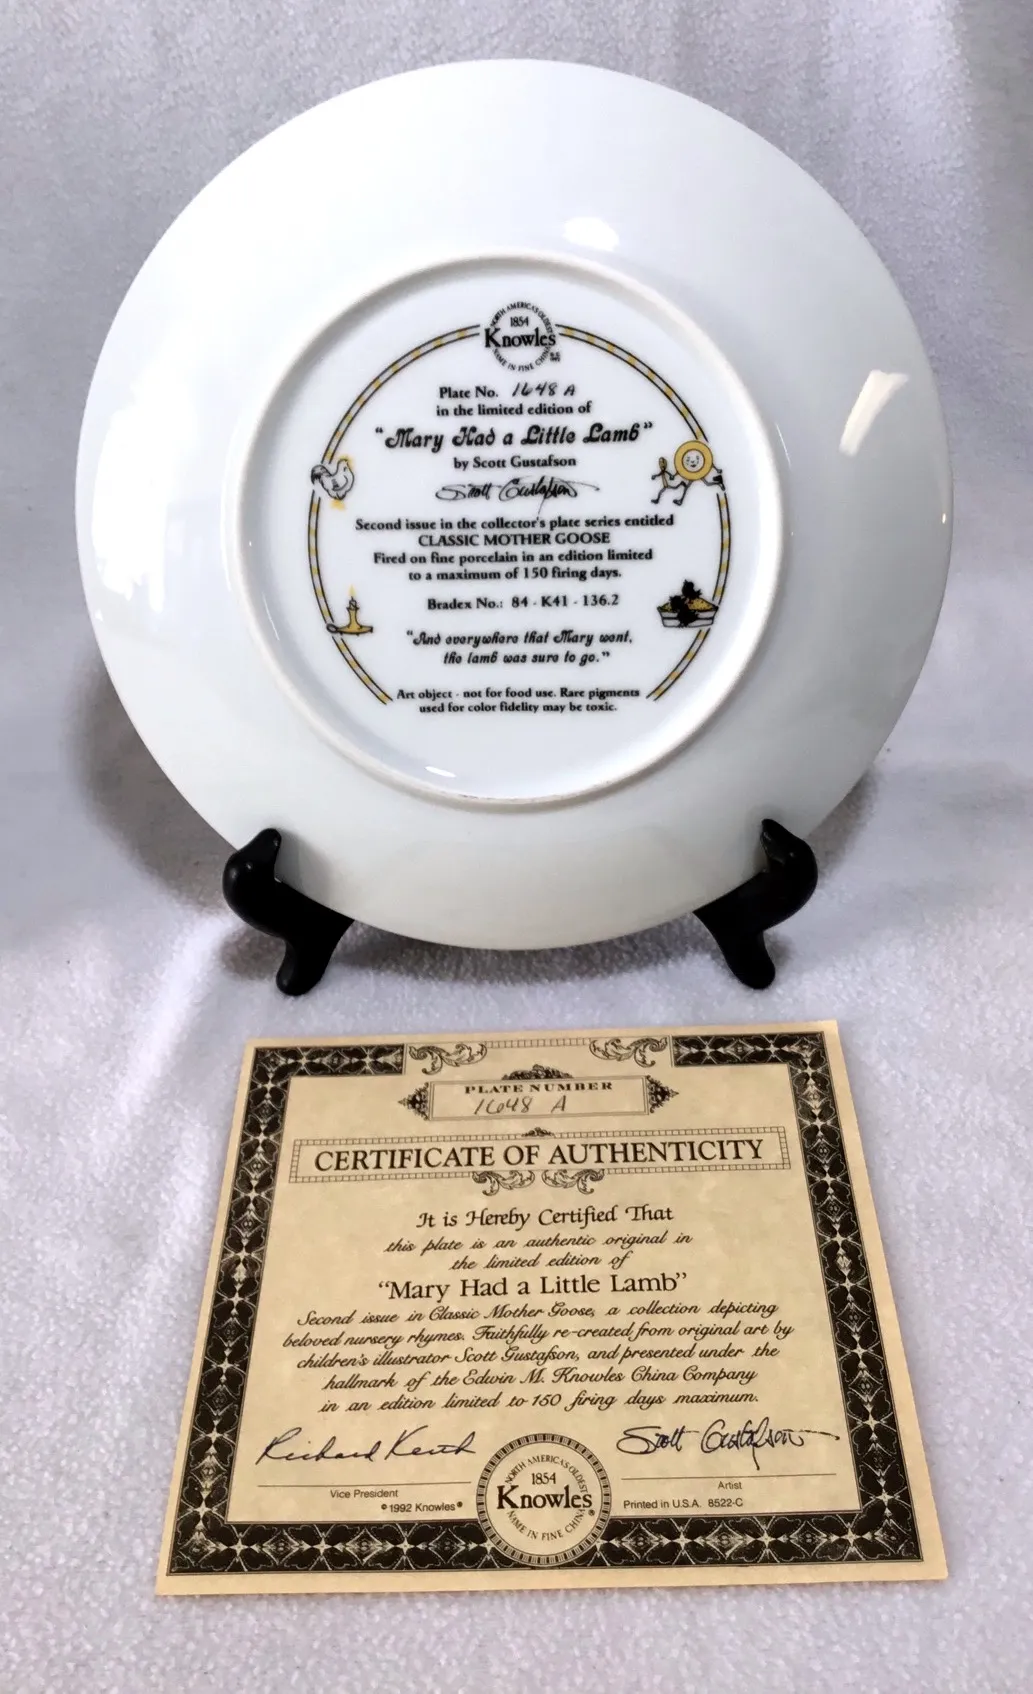 NORTH AMERICA'S OLDEST
1854
Knowles
NAME IN FINE CHINA
Plate No. 1648 A
in the limited edition of
"Mary Had a Little Lamb"
by Scott Gustafson
Scott Gustafson
Second issue in the collector's plate series entitled
CLASSIC MOTHER GOOSE
Fired on fine porcelain in an edition limited
to a maximum of 150 firing days.
Bradex No.: 84 - K41 - 136.2
"And everywhere that Mary went,
the lamb was sure to go."
Art object - not for food use. Rare pigments
used for color fidelity may be toxic.
PLATE NUMBER
1648 A
CERTIFICATE OF AUTHENTICITY
It is Hereby Certified That
this plate is an authentic original in
the limited edition of
"Mary Had a Little Lamb"
Second issue in Classic Mother Goose, a collection depicting
beloved nursery rhymes. Faithfully re-created from original art by
children's illustrator Scott Gustafson, and presented under the
hallmark of the Edwin M. Knowles China Company
in an edition limited to 150 firing days maximum.
Richard Keith Scott Gustafson
Vice President
©1992 Knowles®
NORTH AMERICA'S OLDEST
1854
Knowles®
NAME IN FINE CHINA
Artist
Printed in U.S.A. 8522-C